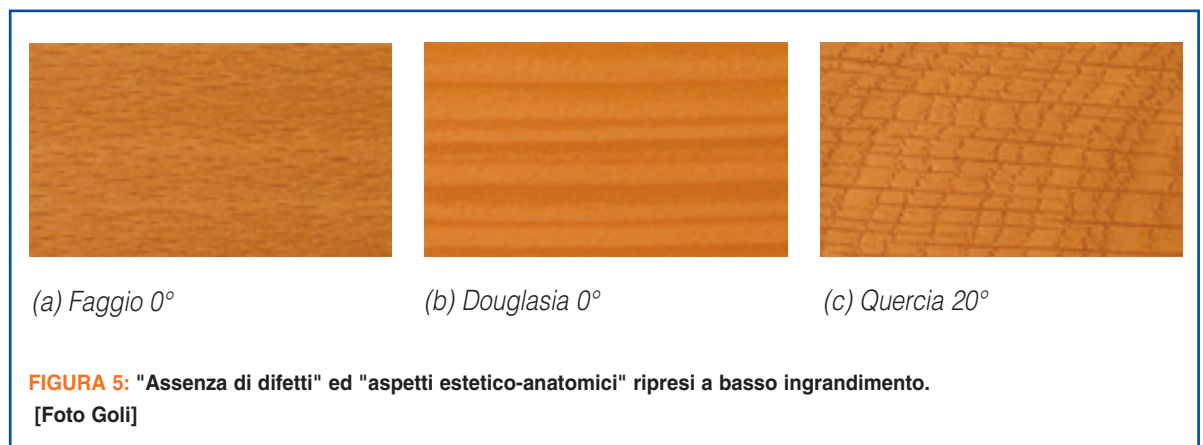 (a) Faggio 0°
(b) Douglasia 0°
(c) Quercia 20°
FIGURA 5: "Assenza di difetti" ed "aspetti estetico-anatomici" ripresi a basso ingrandimento.
[Foto Goli]